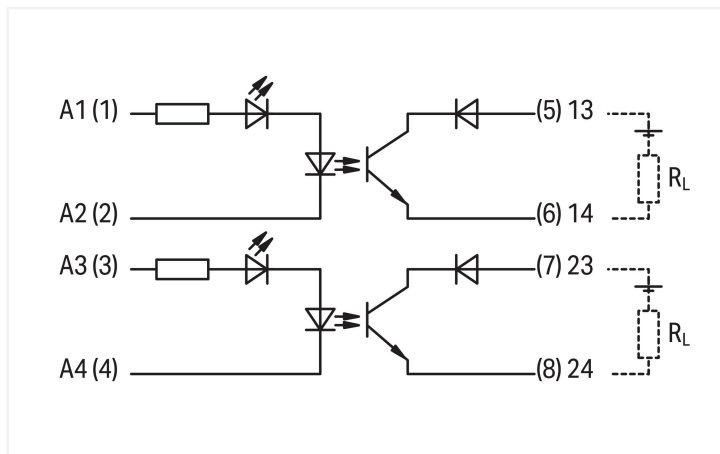 A1 (1)
(5) 13
RL
A2 (2)
(6) 14
A3 (3)
(7) 23
RL
A4 (4)
(8) 24